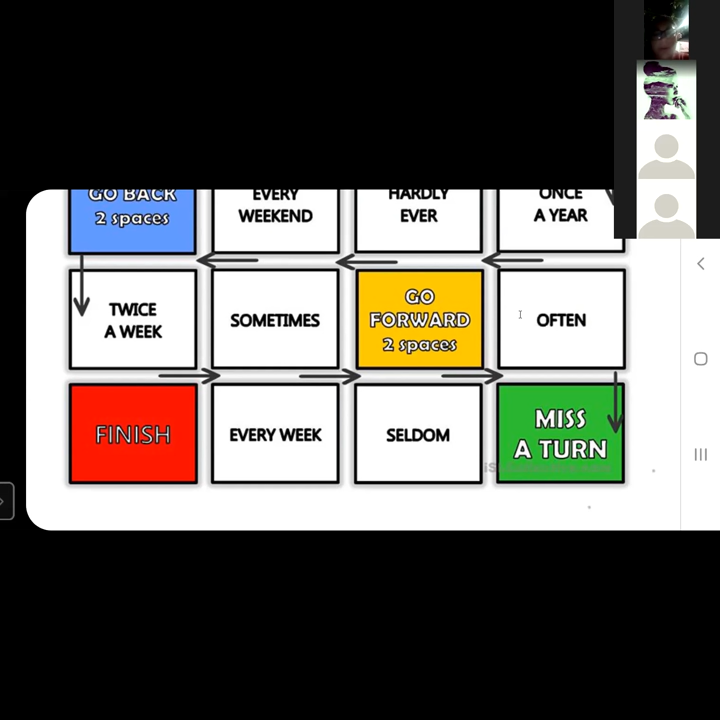 GO BACK
2 spaces
EVERY
WEEKEND
HARDLY
EVER
ONCE
A YEAR
TWICE
A WEEK
SOMETIMES
GO
FORWARD
2 spaces
OFTEN
FINISH
EVERY WEEK
SELDOM
MISS
A TURN